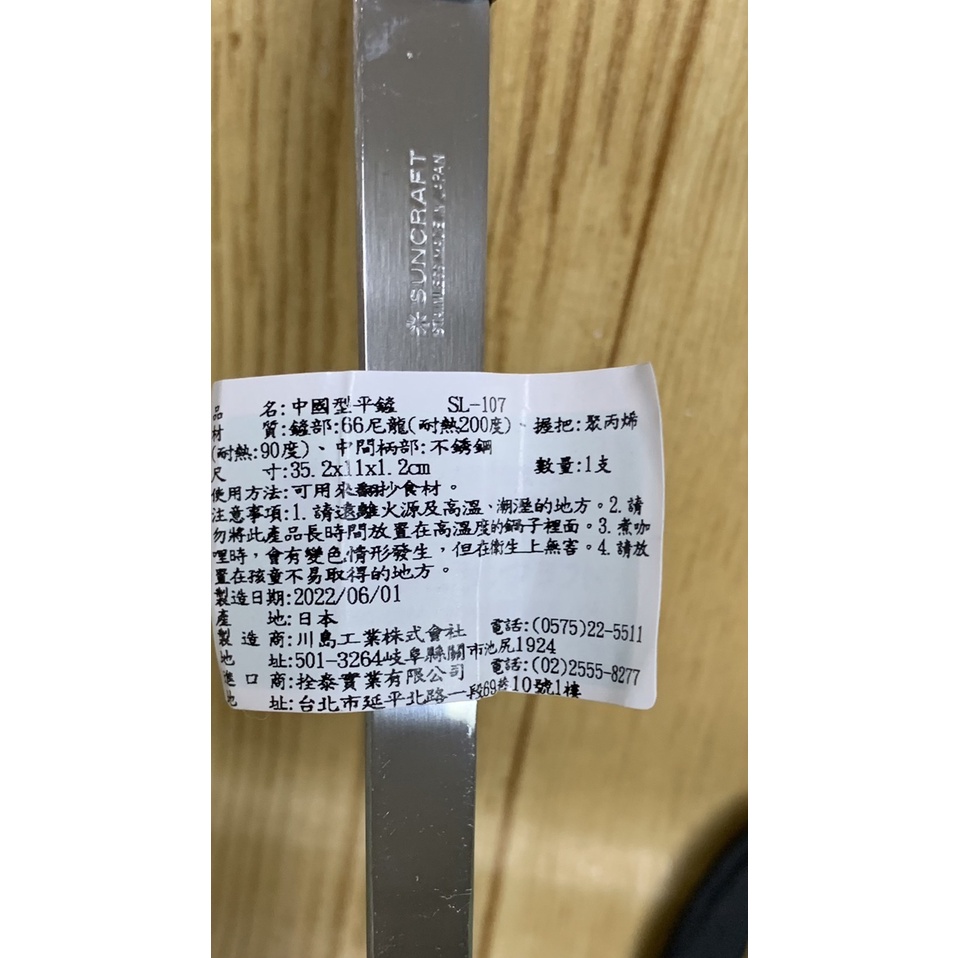 SUNCRAFT
STAINLESS MADE IN JAPAN
品　　名:中國型平鏟　　SL-107
材　　質:鏟部:66尼龍(耐熱200度)、握把:聚丙烯
(耐熱:90度)、中間柄部:不銹鋼
尺　　寸:35.2x11x1.2cm　　數量:1支
使用方法:可用來翻抄食材。
注意事項:1.請遠離火源及高溫、潮溼的地方。2.請
勿將此產品長時間放置在高溫度的鍋子裡面。3.煮咖
哩時，會有變色情形發生，但在衛生上無害。4.請放
置在孩童不易取得的地方。
製造日期:2022/06/01
產　　地:日本
製 造 商:川島工業株式會社　電話:(0575)22-5511
地　　址:501-3264岐阜縣關市池尻1924
進 口 商:拴泰實業有限公司　電話:(02)2555-8277
地　　址:台北市延平北路一段69巷10號1樓